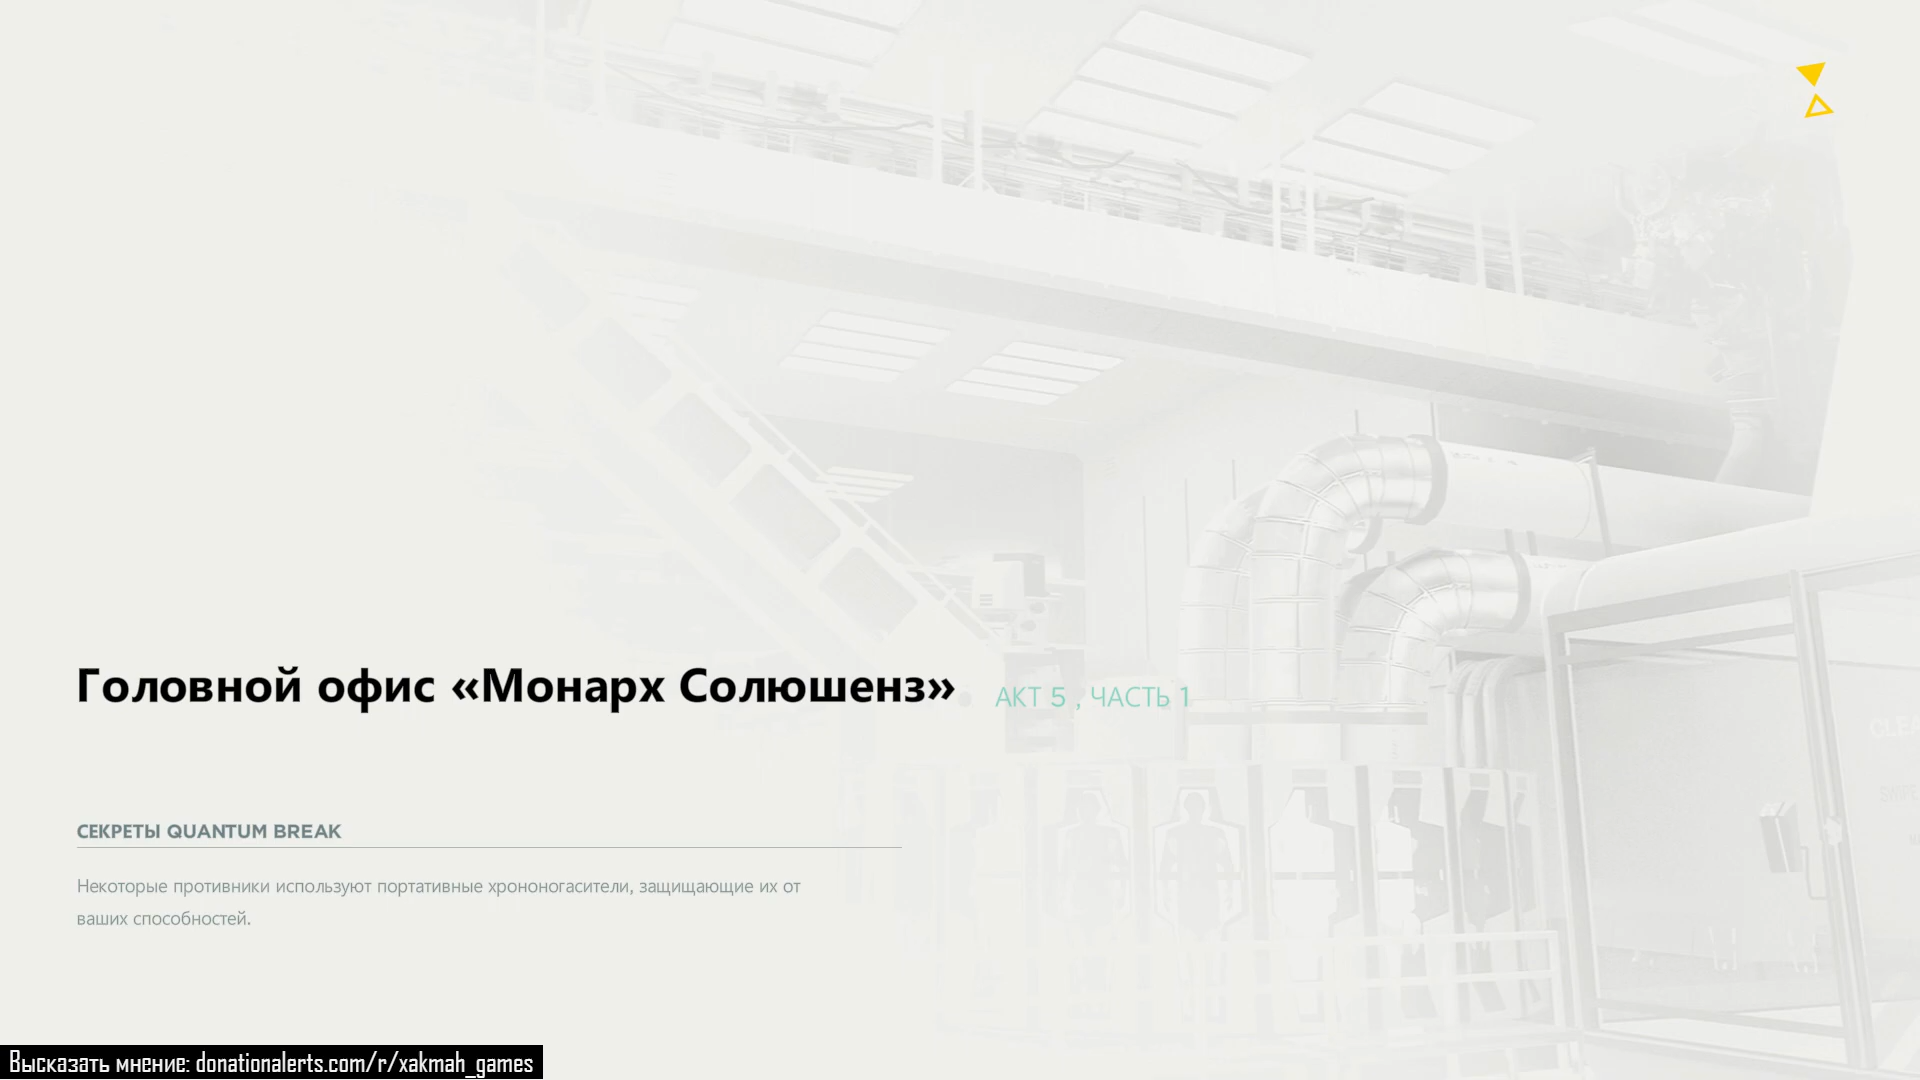 Головной офис «Монарх Солюшенз» АКТ 5 , ЧАСТЬ 1
СЕКРЕТЫ QUANTUM BREAK
Некоторые противники используют портативные хрононогасители, защищающие их от
ваших способностей.
Высказать мнение: donationalerts.com/r/xakmah_games